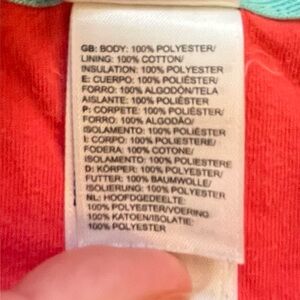 GB: BODY: 100% POLYESTER/
LINING: 100% COTTON/
INSULATION: 100% POLYESTER
E: CUERPO: 100% POLIÉSTER/
FORRO: 100% ALGODÓN/TELA
AISLANTE: 100% POLIÉSTER
P: CORPETE: 100% POLIÉSTER/
FORRO: 100% ALGODÃO/
ISOLAMENTO: 100% POLIÉSTER
I: CORPO: 100% POLIESTERE/
FODERA: 100% COTONE/
ISOLAMENTO: 100% POLIESTERE
D: KÖRPER: 100% POLYESTER/
FUTTER: 100% BAUMWOLLE/
ISOLIERUNG: 100% POLYESTER
NL: HOOFDGEDEELTE:
100% POLYESTER/VOERING:
100% KATOEN/ISOLATIE:
100% POLYESTER